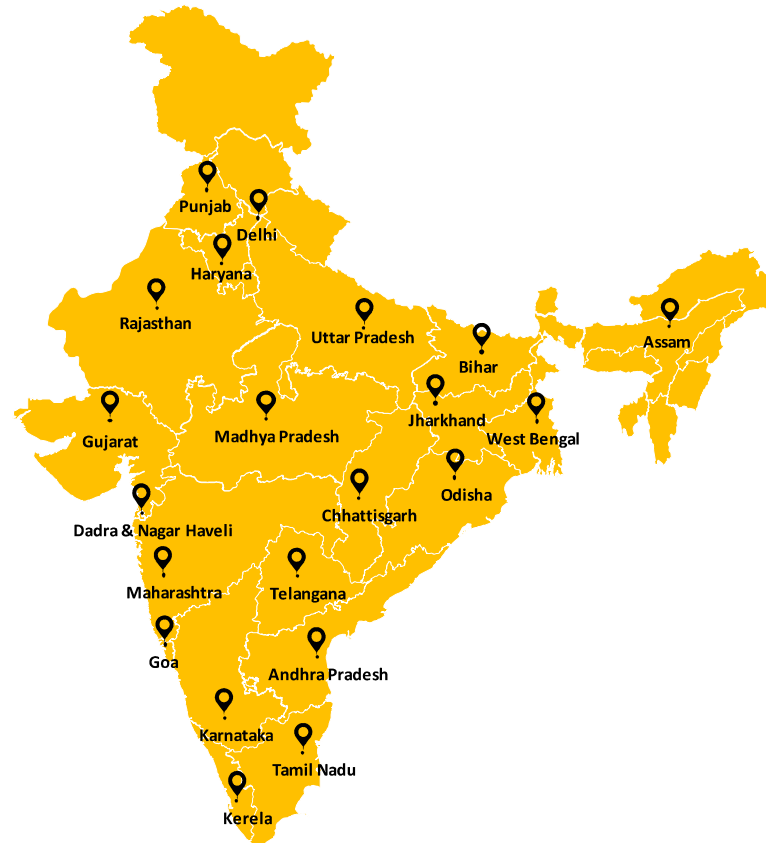 Punjab
Delhi
Haryana
Rajasthan
Uttar Pradesh
Assam
Bihar
Jharkhand
Madhya Pradesh
West Bengal
Gujarat
Odisha
Chhattisgarh
Dadra & Nagar Haveli
Maharashtra
Telangana
Goa
Andhra Pradesh
Karnataka
Tamil Nadu
Kerela